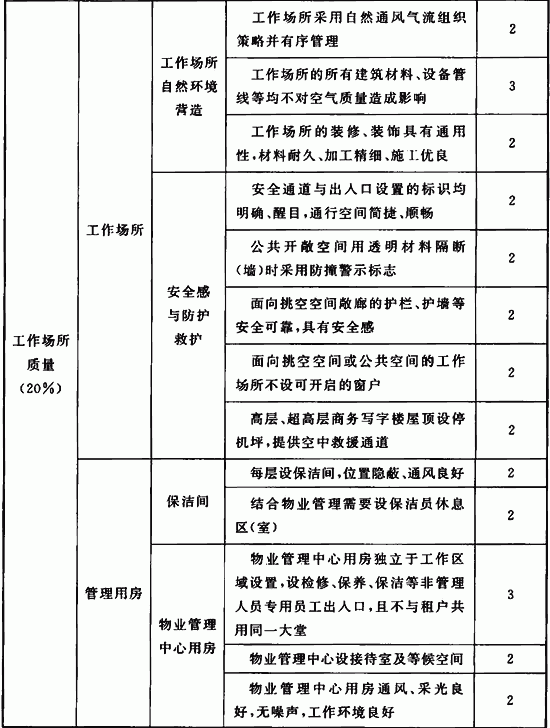 工作场所
质量
(20%)
工作场所
工作场所
自然环境
营造
工作场所采用自然通风气流组织
策略并有序管理
2
工作场所的所有建筑材料、设备管
线等均不对空气质量造成影响
3
工作场所的装修、装饰具有通用
性,材料耐久、加工精细、施工优良
2
安全感
与防护
救护
安全通道与出入口设置的标识均
明确、醒目,通行空间简捷、顺畅
2
公共开敞空间用透明材料隔断
(墙)时采用防撞警示标志
2
面向挑空空间敞廊的护栏、护墙等
安全可靠,具有安全感
2
面向挑空空间或公共空间的工作
场所不设可开启的窗户
2
高层、超高层商务写字楼屋顶设停
机坪,提供空中救援通道
2
管理用房
保洁间
每层设保洁间,位置隐蔽、通风良好
2
结合物业管理需要设保洁员休息
区(室)
2
物业管理
中心用房
物业管理中心用房独立于工作区
域设置,设检修、保养、保洁等非管理
人员专用员工出入口,且不与租户共
用同一大堂
3
物业管理中心设接待室及等候空间
2
物业管理中心用房通风、采光良
好,无噪声,工作环境良好
2